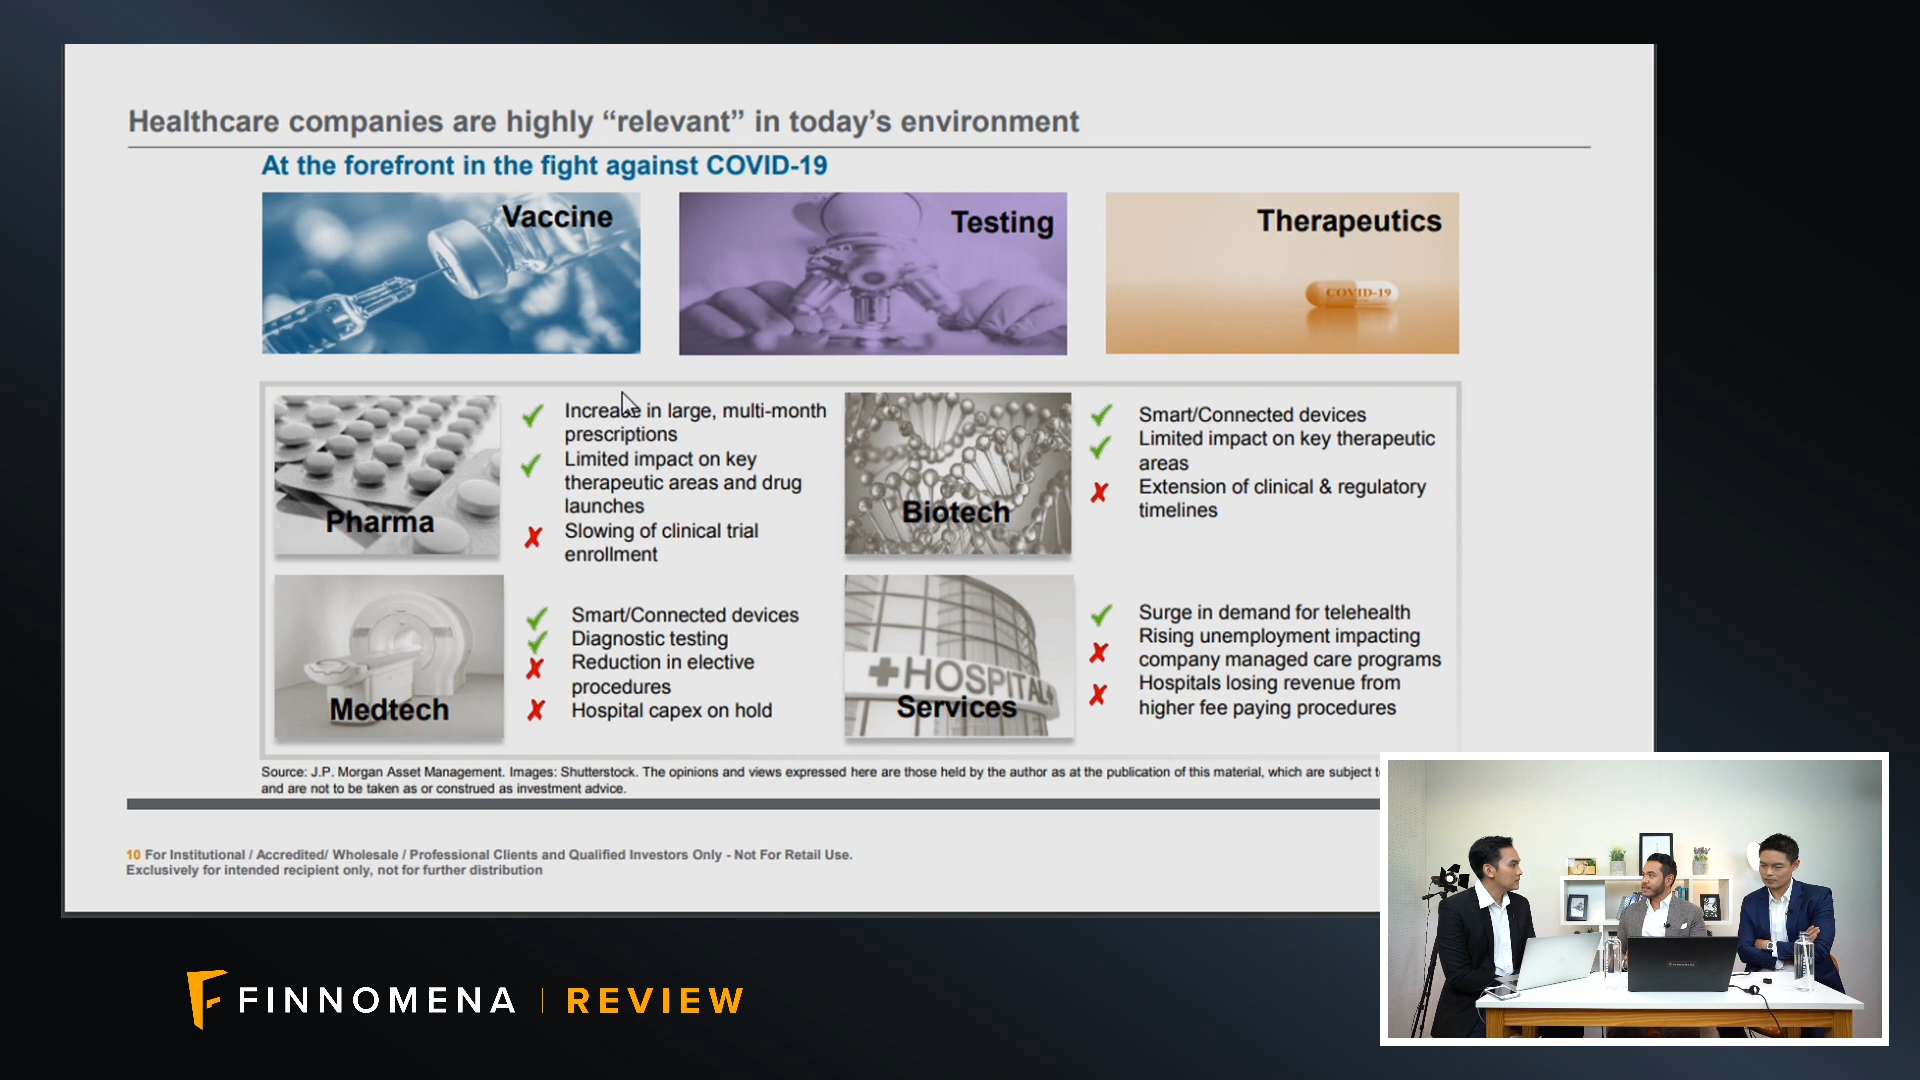 Healthcare companies are highly “relevant” in today’s environment
At the forefront in the fight against COVID-19
Vaccine
Testing
Therapeutics
COVID-19
Pharma
Increase in large, multi-month
prescriptions
Limited impact on key
therapeutic areas and drug
launches
Slowing of clinical trial
enrollment
Biotech
Smart/Connected devices
Limited impact on key therapeutic
areas
Extension of clinical & regulatory
timelines
Medtech
Smart/Connected devices
Diagnostic testing
Reduction in elective
procedures
Hospital capex on hold
HOSPITAL
Services
Surge in demand for telehealth
Rising unemployment impacting
company managed care programs
Hospitals losing revenue from
higher fee paying procedures
Source: J.P. Morgan Asset Management. Images: Shutterstock. The opinions and views expressed here are those held by the author as at the publication of this material, which are subject
and are not to be taken as or construed as investment advice.
10 For Institutional / Accredited/ Wholesale / Professional Clients and Qualified Investors Only - Not For Retail Use.
Exclusively for intended recipient only, not for further distribution
FINNOMENA | REVIEW